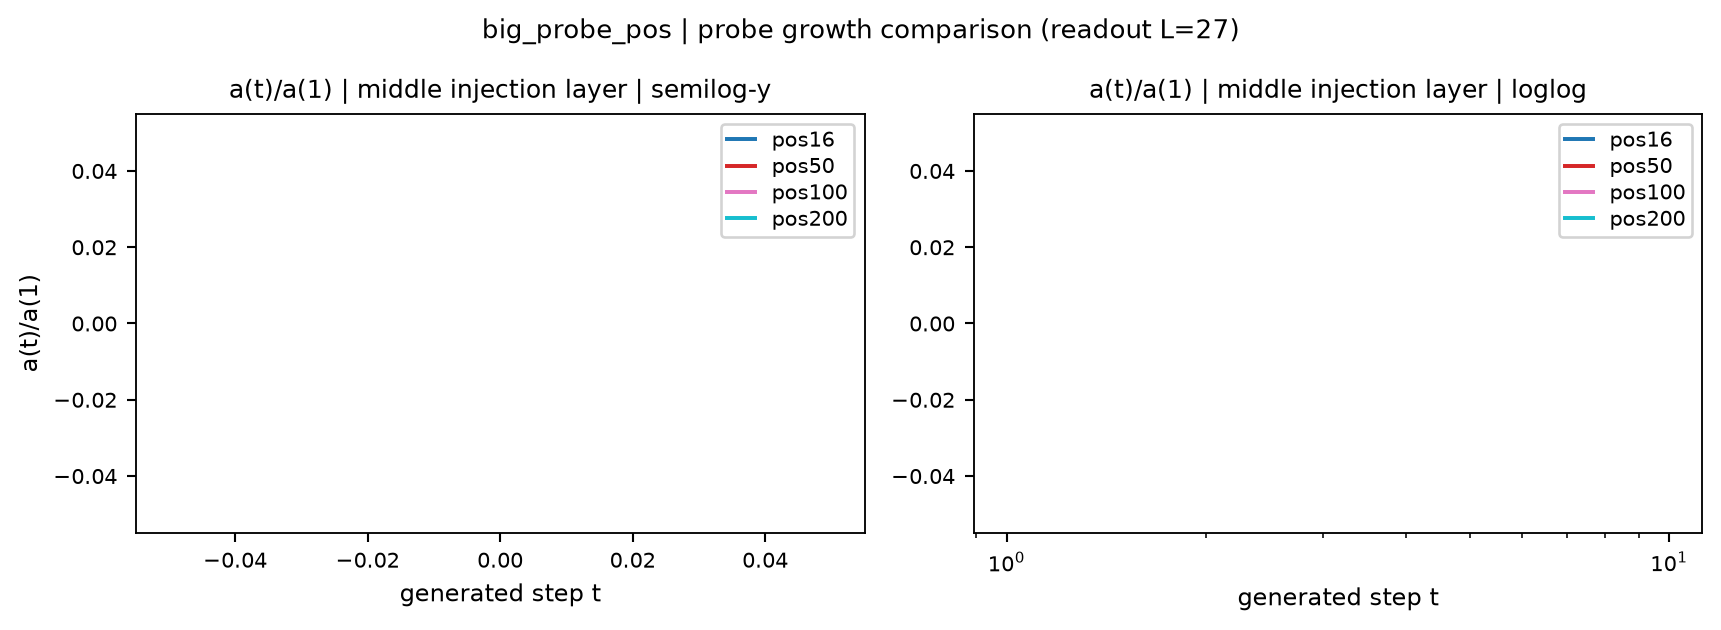 big_probe_pos | probe growth comparison (readout L=27)
a(t)/a(1) | middle injection layer | semilog-y
a(t)/a(1)
0.04
0.02
0.00
−0.02
−0.04
−0.04
−0.02
0.00
0.02
0.04
generated step t
pos16
pos50
pos100
pos200
a(t)/a(1) | middle injection layer | loglog
0.04
0.02
0.00
−0.02
−0.04
10⁰
10¹
generated step t
pos16
pos50
pos100
pos200